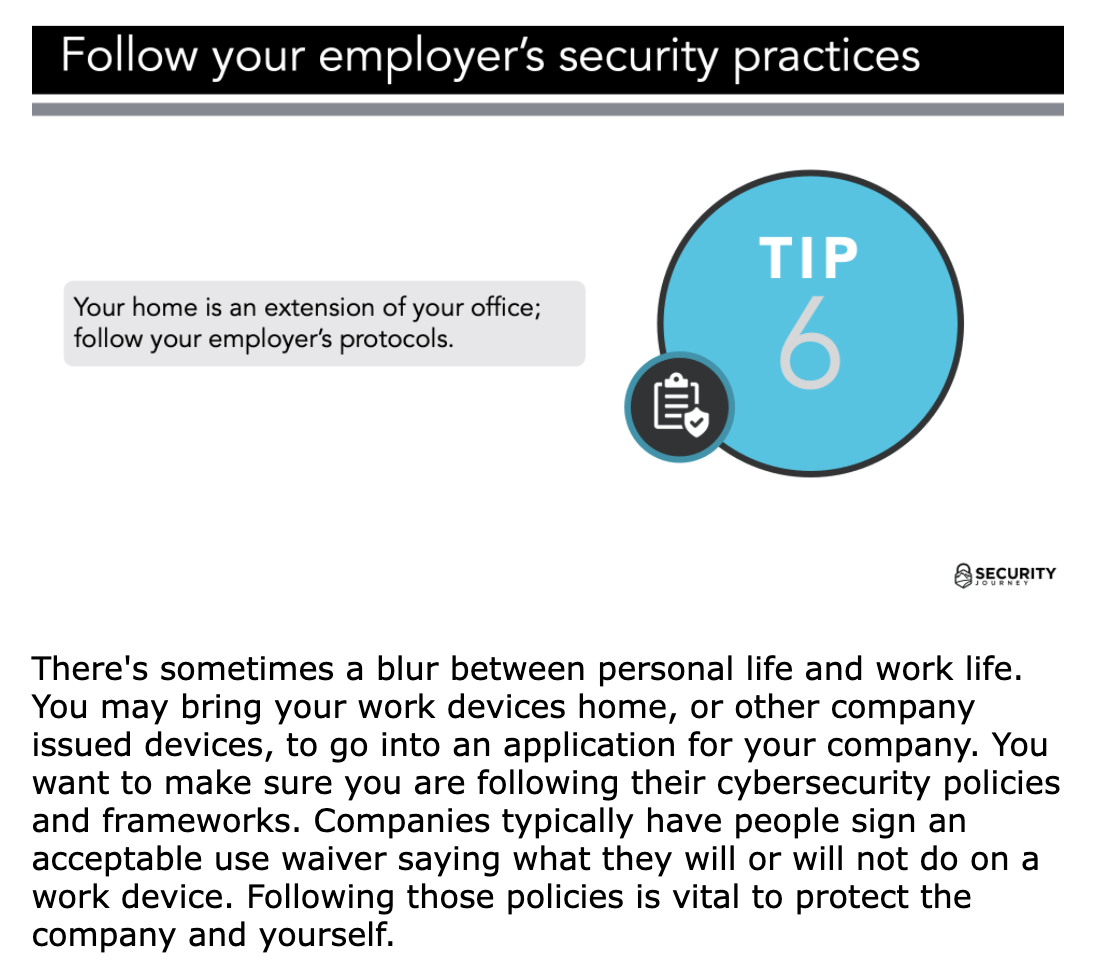 Follow your employer’s security practices
TIP
6
Your home is an extension of your office;
follow your employer’s protocols.
SECURITY
JOURNEY
There's sometimes a blur between personal life and work life.
You may bring your work devices home, or other company
issued devices, to go into an application for your company. You
want to make sure you are following their cybersecurity policies
and frameworks. Companies typically have people sign an
acceptable use waiver saying what they will or will not do on a
work device. Following those policies is vital to protect the
company and yourself.